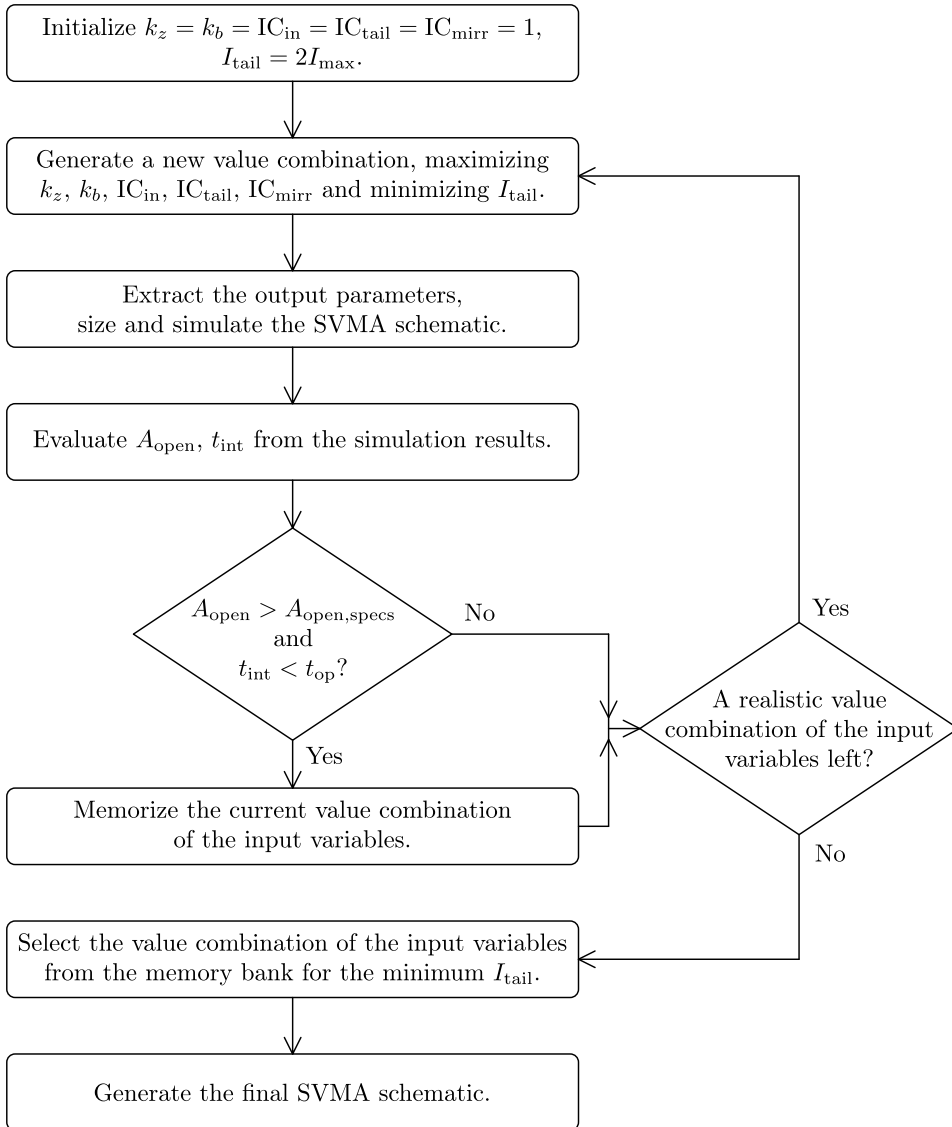 Initialize k_z = k_b = IC_in = IC_tail = IC_mirr = 1,
I_tail = 2I_max.
Generate a new value combination, maximizing
k_z, k_b, IC_in, IC_tail, IC_mirr and minimizing I_tail.
Extract the output parameters,
size and simulate the SVMA schematic.
Evaluate A_open, t_int from the simulation results.
A_open > A_open,specs
and
t_int < t_op?
No
Yes
Memorize the current value combination
of the input variables.
Yes
A realistic value
combination of the input
variables left?
No
Select the value combination of the input variables
from the memory bank for the minimum I_tail.
Generate the final SVMA schematic.